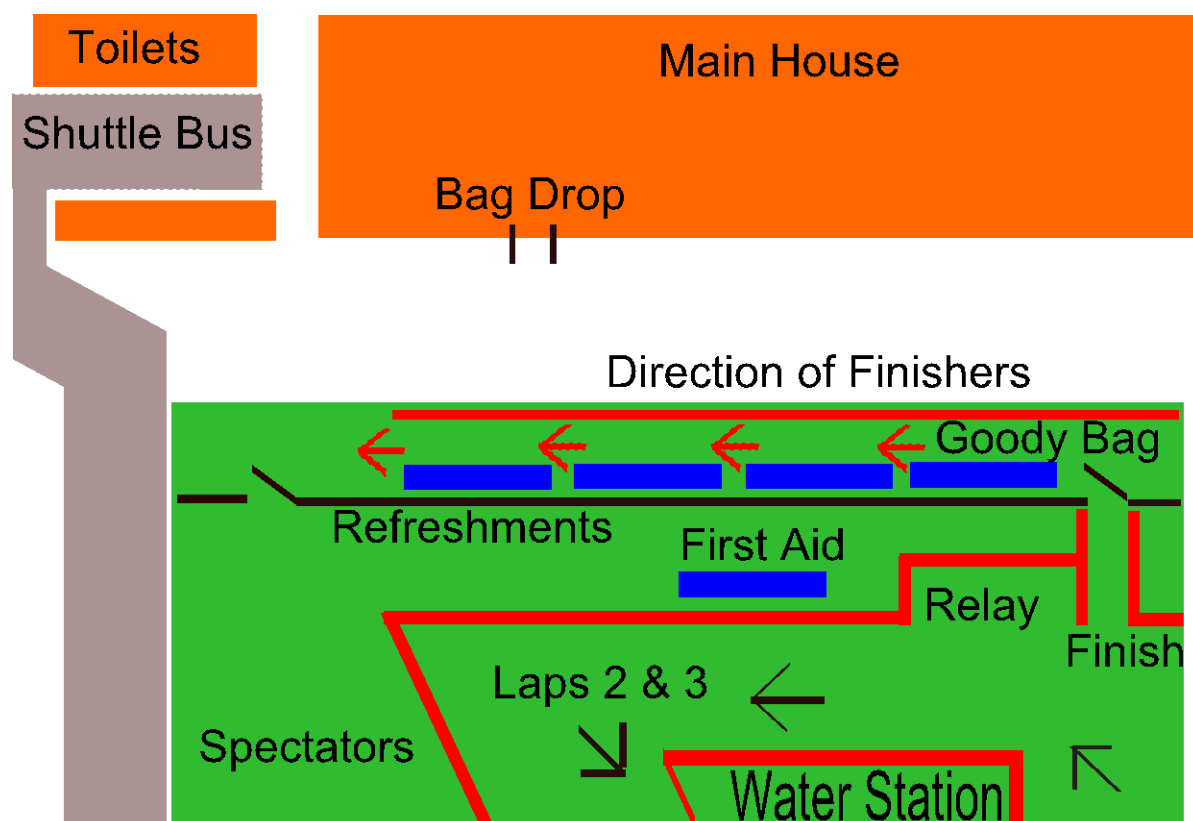 Toilets
Main House
Shuttle Bus
Bag Drop
Direction of Finishers
Goody Bag
Refreshments
First Aid
Relay
Finish
Laps 2 & 3
Spectators
Water Station